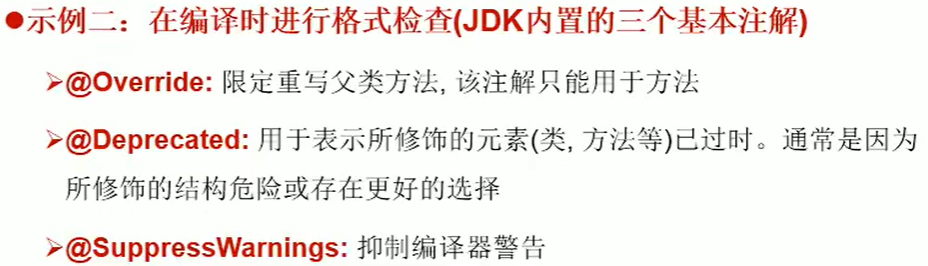 ●示例二：在编译时进行格式检查(JDK内置的三个基本注解)
➢@Override: 限定重写父类方法, 该注解只能用于方法
➢@Deprecated: 用于表示所修饰的元素(类, 方法等)已过时。通常是因为
所修饰的结构危险或存在更好的选择
➢@SuppressWarnings: 抑制编译器警告